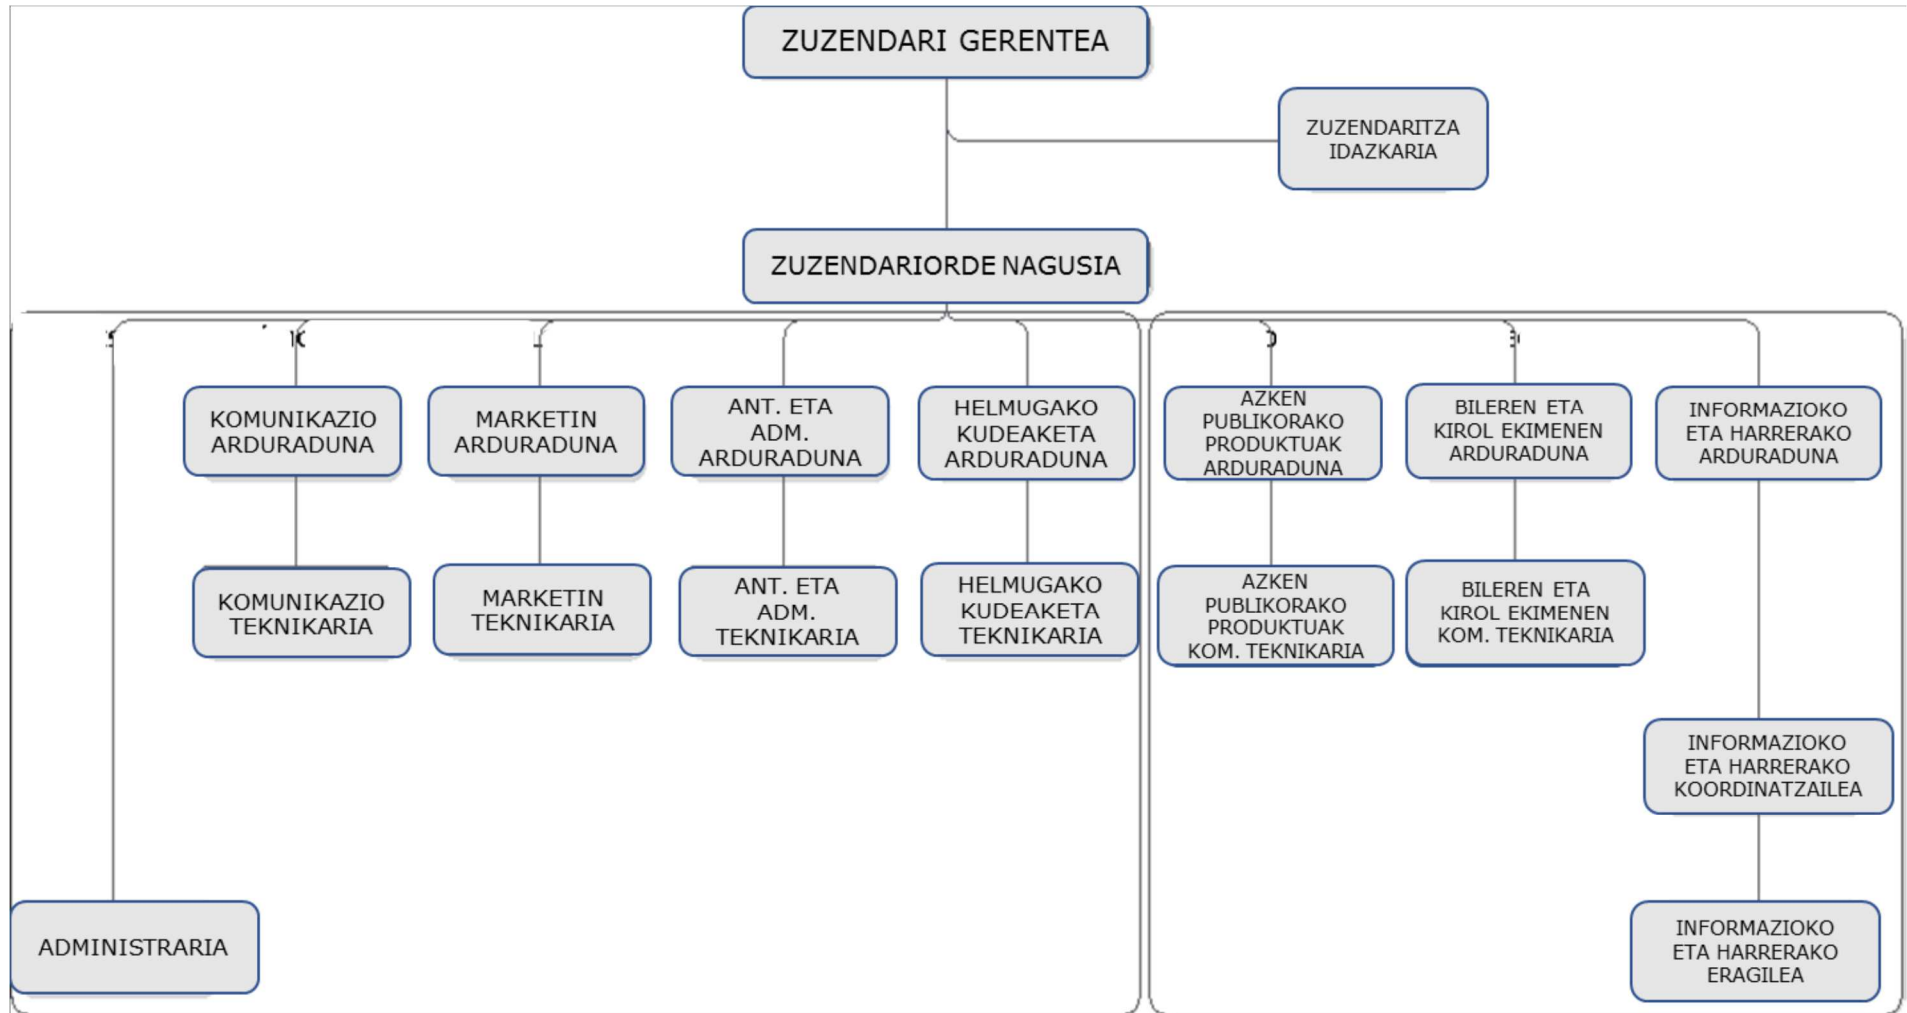 ZUZENDARI GERENTEA
ZUZENDARITZA
IDAZKARIA
ZUZENDARIORDE NAGUSIA
KOMUNIKAZIO
ARDURADUNA
MARKETIN
ARDURADUNA
ANT. ETA
ADM.
ARDURADUNA
HELMUGAKO
KUDEAKETA
ARDURADUNA
AZKEN
PUBLIKORAKO
PRODUKTUAK
ARDURADUNA
BILEREN ETA
KIROL EKIMENEN
ARDURADUNA
INFORMAZIOKO
ETA HARRERAKO
ARDURADUNA
KOMUNIKAZIO
TEKNIKARIA
MARKETIN
TEKNIKARIA
ANT. ETA
ADM.
TEKNIKARIA
HELMUGAKO
KUDEAKETA
TEKNIKARIA
AZKEN
PUBLIKORAKO
PRODUKTUAK
KOM. TEKNIKARIA
BILEREN ETA
KIROL EKIMENEN
KOM. TEKNIKARIA
INFORMAZIOKO
ETA HARRERAKO
KOORDINATZAILEA
ADMINISTRARIA
INFORMAZIOKO
ETA HARRERAKO
ERAGILEA